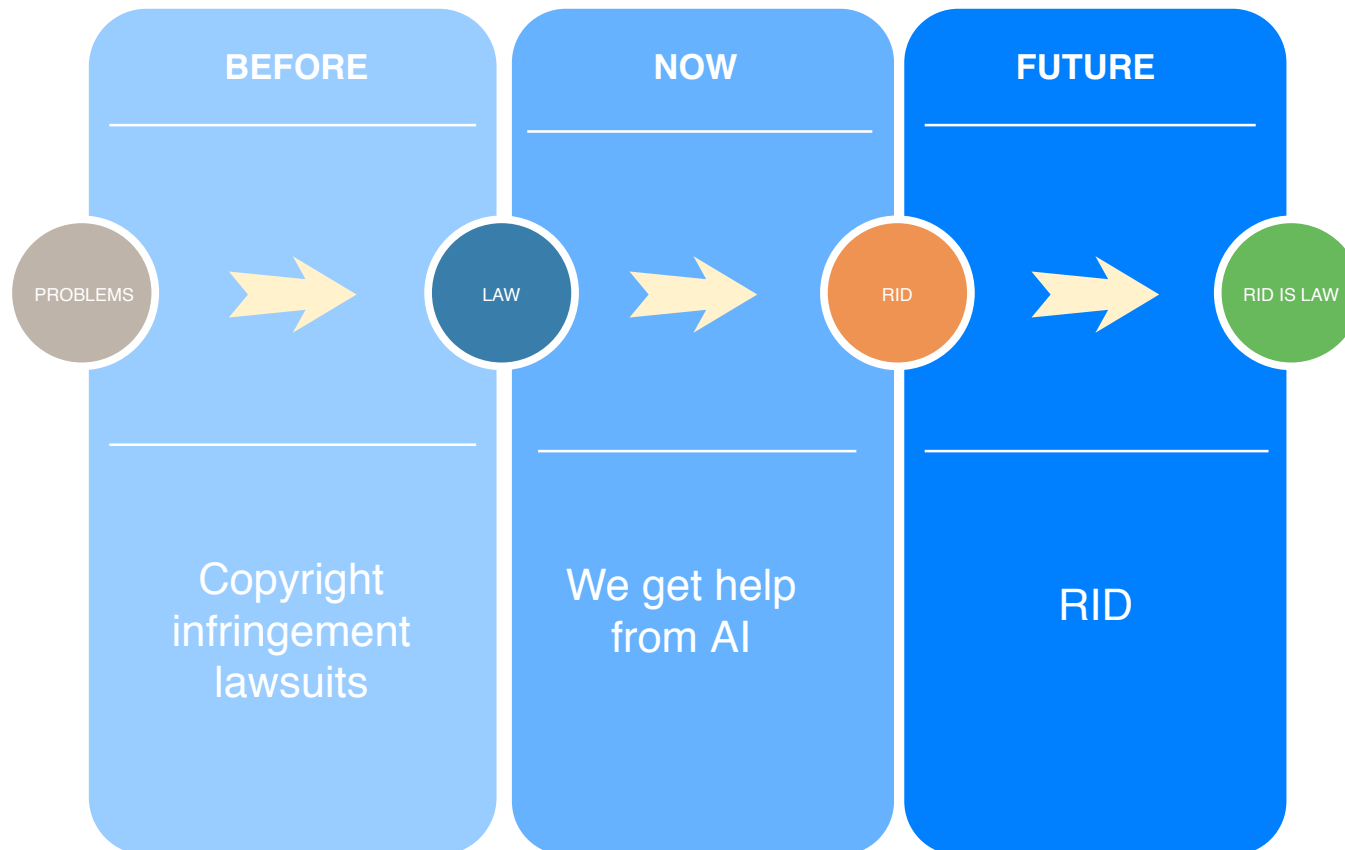 BEFORE
NOW
FUTURE
PROBLEMS
LAW
RID
RID IS LAW
Copyright
infringement
lawsuits
We get help
from AI
RID